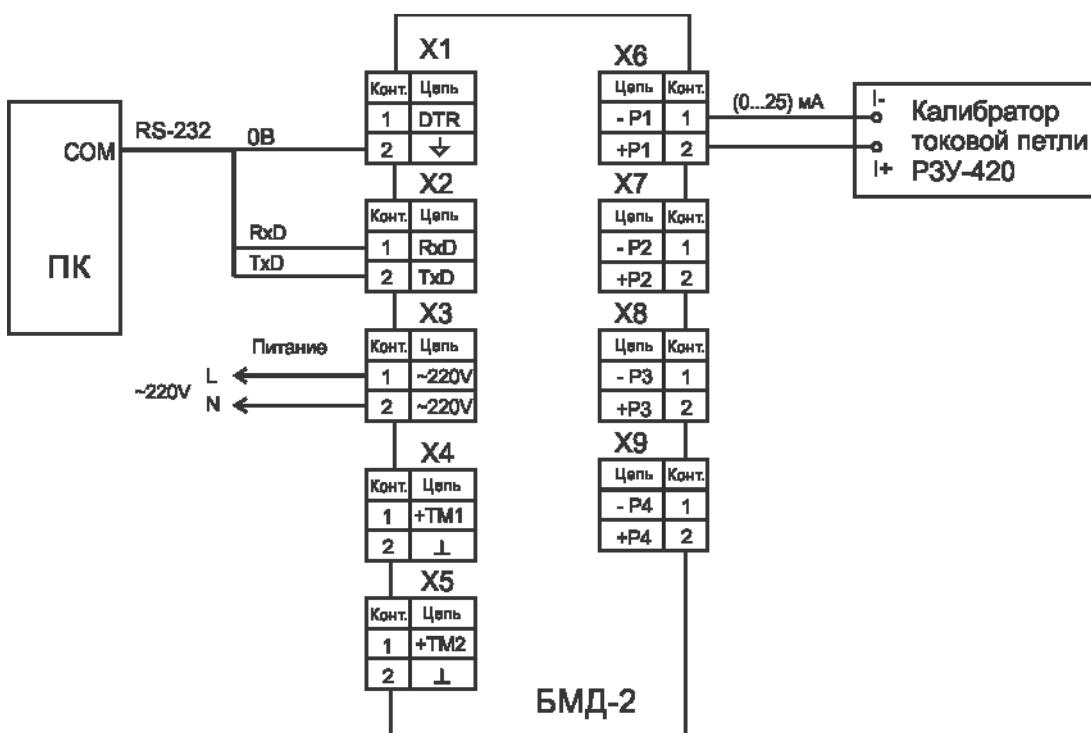 ПК
COM
RS-232
0В
RxD
TxD
Питание
~220V
L
N
X1
Конт. Цепь
1 DTR
2
X2
Конт. Цепь
1 RxD
2 TxD
X3
Конт. Цепь
1 ~220V
2 ~220V
X4
Конт. Цепь
1 +TM1
2 ⊥
X5
Конт. Цепь
1 +TM2
2 ⊥
X6
Цепь Конт.
- P1 1
+P1 2
X7
Цепь Конт.
- P2 1
+P2 2
X8
Цепь Конт.
- P3 1
+P3 2
X9
Цепь Конт.
- P4 1
+P4 2
(0...25) мА
I-
I+
Калибратор
токовой петли
РЗУ-420
БМД-2